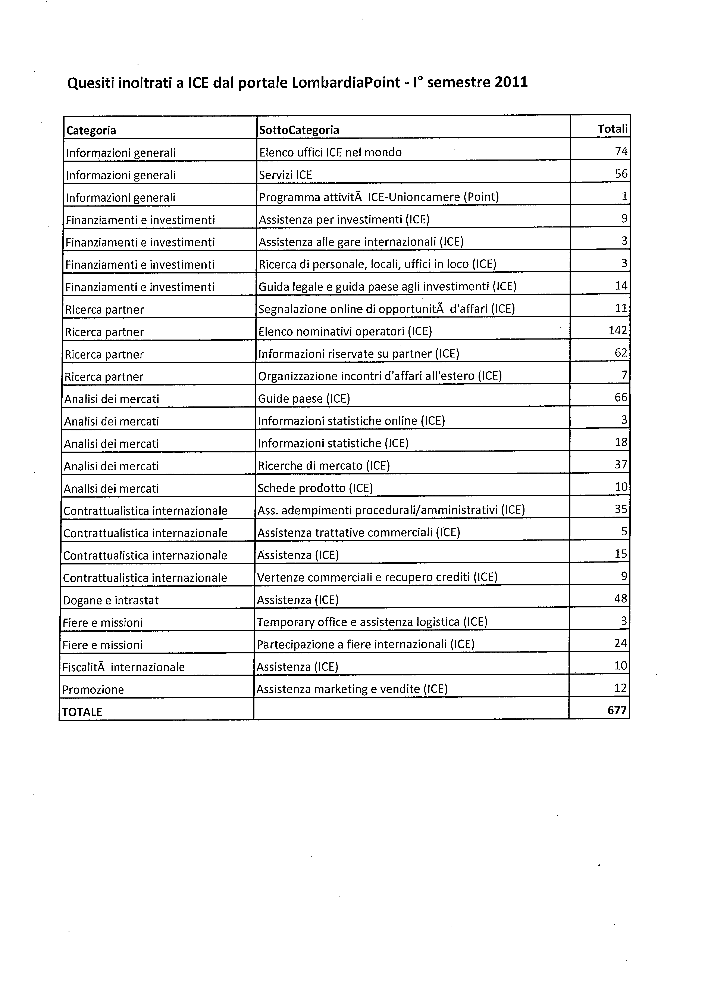 Quesiti inoltrati a ICE dal portale LombardiaPoint - I° semestre 2011
Categoria SottoCategoria Totali
Informazioni generali Elenco uffici ICE nel mondo 74
Informazioni generali Servizi ICE 56
Informazioni generali Programma attivitÃ ICE-Unioncamere (Point) 1
Finanziamenti e investimenti Assistenza per investimenti (ICE) 9
Finanziamenti e investimenti Assistenza alle gare internazionali (ICE) 3
Finanziamenti e investimenti Ricerca di personale, locali, uffici in loco (ICE) 3
Finanziamenti e investimenti Guida legale e guida paese agli investimenti (ICE) 14
Ricerca partner Segnalazione online di opportunitÃ d'affari (ICE) 11
Ricerca partner Elenco nominativi operatori (ICE) 142
Ricerca partner Informazioni riservate su partner (ICE) 62
Ricerca partner Organizzazione incontri d'affari all'estero (ICE) 7
Analisi dei mercati Guide paese (ICE) 66
Analisi dei mercati Informazioni statistiche online (ICE) 3
Analisi dei mercati Informazioni statistiche (ICE) 18
Analisi dei mercati Ricerche di mercato (ICE) 37
Analisi dei mercati Schede prodotto (ICE) 10
Contrattualistica internazionale Ass. adempimenti procedurali/amministrativi (ICE) 35
Contrattualistica internazionale Assistenza trattative commerciali (ICE) 5
Contrattualistica internazionale Assistenza (ICE) 15
Contrattualistica internazionale Vertenze commerciali e recupero crediti (ICE) 9
Dogane e intrastat Assistenza (ICE) 48
Fiere e missioni Temporary office e assistenza logistica (ICE) 3
Fiere e missioni Partecipazione a fiere internazionali (ICE) 24
FiscalitÃ internazionale Assistenza (ICE) 10
Promozione Assistenza marketing e vendite (ICE) 12
TOTALE 677